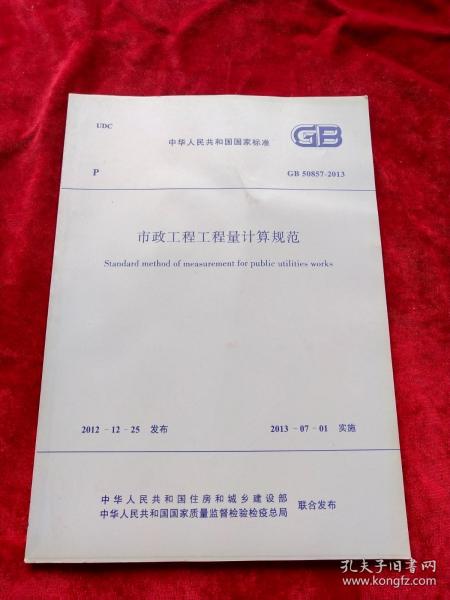 UDC
中华人民共和国国家标准
GB
P
GB 50857-2013
市政工程工程量计算规范
Standard method of measurement for public utilities works
2012-12-25 发布
2013-07-01 实施
中华人民共和国住房和城乡建设部
中华人民共和国国家质量监督检验检疫总局
联合发布
孔夫子旧书网
www.kongfz.com